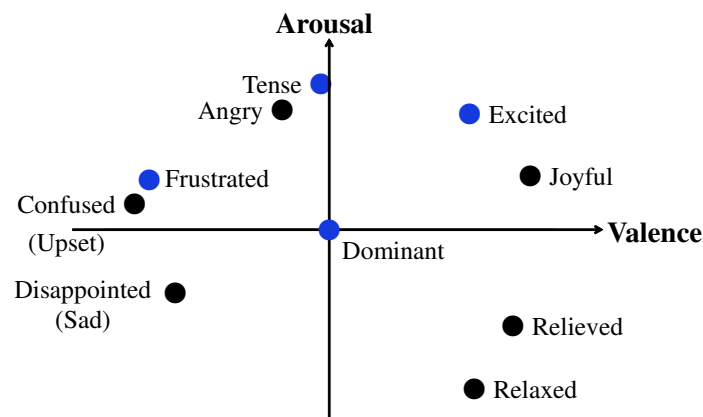 Arousal
Tense
Angry
Excited
Frustrated
Joyful
Confused
(Upset)
Valence
Dominant
Disappointed
(Sad)
Relieved
Relaxed